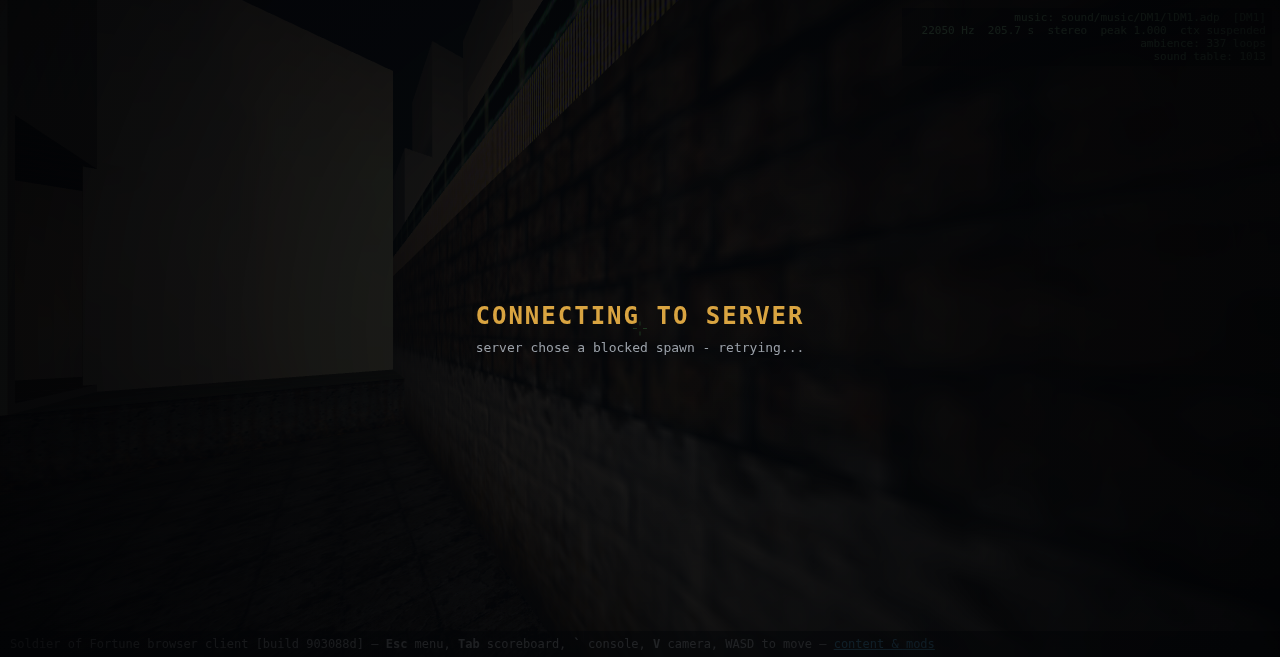 music: sound/music/DM1/lDM1.adp [DM1]
22050 Hz 205.7 s stereo peak 1.000 ctx suspended
ambience: 337 loops
sound table: 1013
CONNECTING TO SERVER
server chose a blocked spawn - retrying...
Soldier of Fortune browser client [build 903088d] — Esc menu, Tab scoreboard, ` console, V camera, WASD to move — content & mods